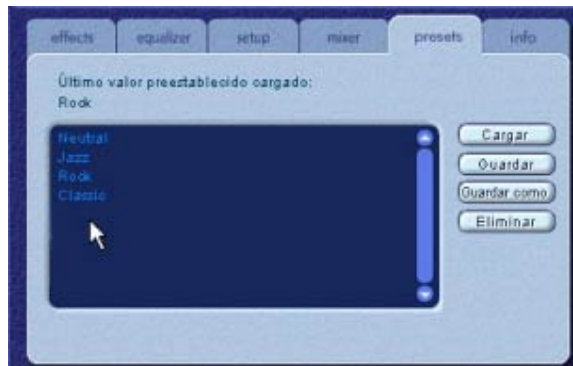 effects equalizer setup mixer presets info
Último valor preestablecido cargado:
Rock
Neutral
Jazz
Rock
Classic
Cargar
Guardar
Guardar como
Eliminar